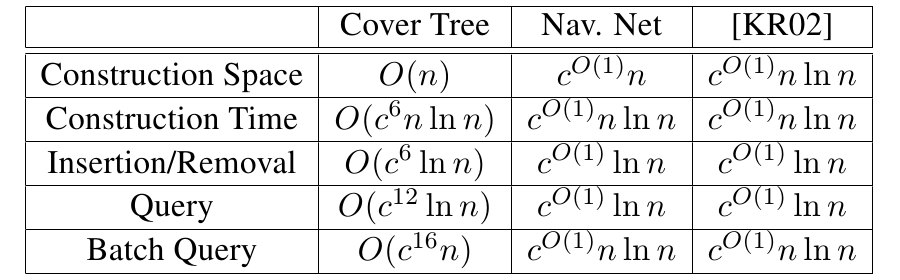 Cover Tree Nav. Net [KR02]
Construction Space O(n) c^{O(1)}n c^{O(1)}n ln n
Construction Time O(c^6 n ln n) c^{O(1)}n ln n c^{O(1)}n ln n
Insertion/Removal O(c^6 ln n) c^{O(1)} ln n c^{O(1)} ln n
Query O(c^{12} ln n) c^{O(1)} ln n c^{O(1)} ln n
Batch Query O(c^{16}n) c^{O(1)}n ln n c^{O(1)}n ln n